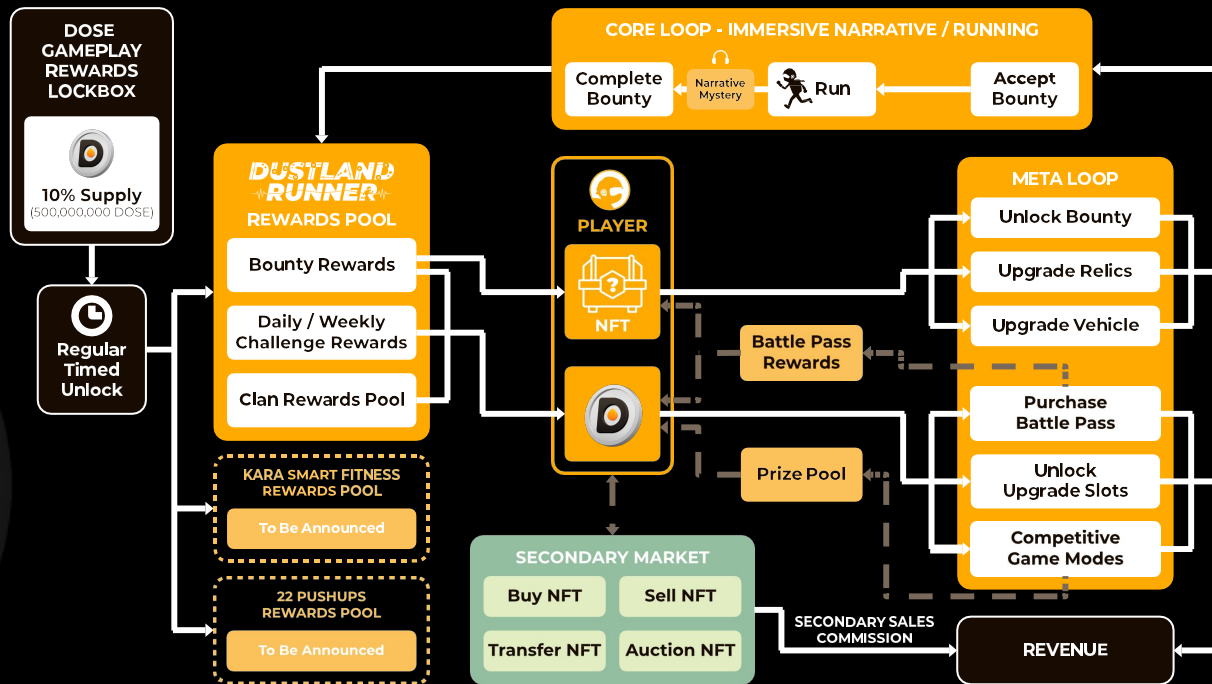 DOSE
GAMEPLAY
REWARDS
LOCKBOX
D
10% Supply
(500,000,000 DOSE)
Regular
Timed
Unlock
DUSTLAND
RUNNER
REWARDS POOL
Bounty Rewards
Daily / Weekly
Challenge Rewards
Clan Rewards Pool
KARA SMART FITNESS
REWARDS POOL
To Be Announced
22 PUSHUPS
REWARDS POOL
To Be Announced
CORE LOOP - IMMERSIVE NARRATIVE / RUNNING
Complete
Bounty
Narrative
Mystery
Run
Accept
Bounty
PLAYER
?
NFT
D
Battle Pass
Rewards
Prize Pool
META LOOP
Unlock Bounty
Upgrade Relics
Upgrade Vehicle
Purchase
Battle Pass
Unlock
Upgrade Slots
Competitive
Game Modes
SECONDARY MARKET
Buy NFT
Sell NFT
Transfer NFT
Auction NFT
SECONDARY SALES
COMMISSION
REVENUE